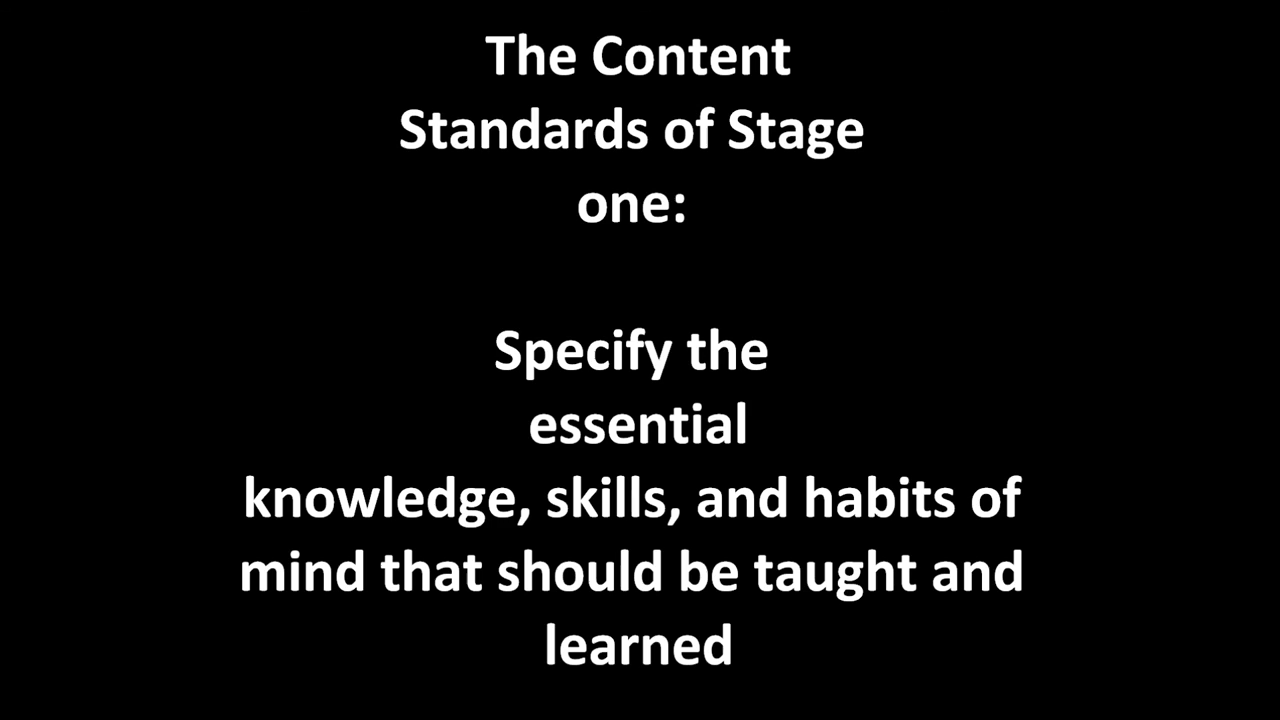 The Content
Standards of Stage
one:
Specify the
essential
knowledge, skills, and habits of
mind that should be taught and
learned